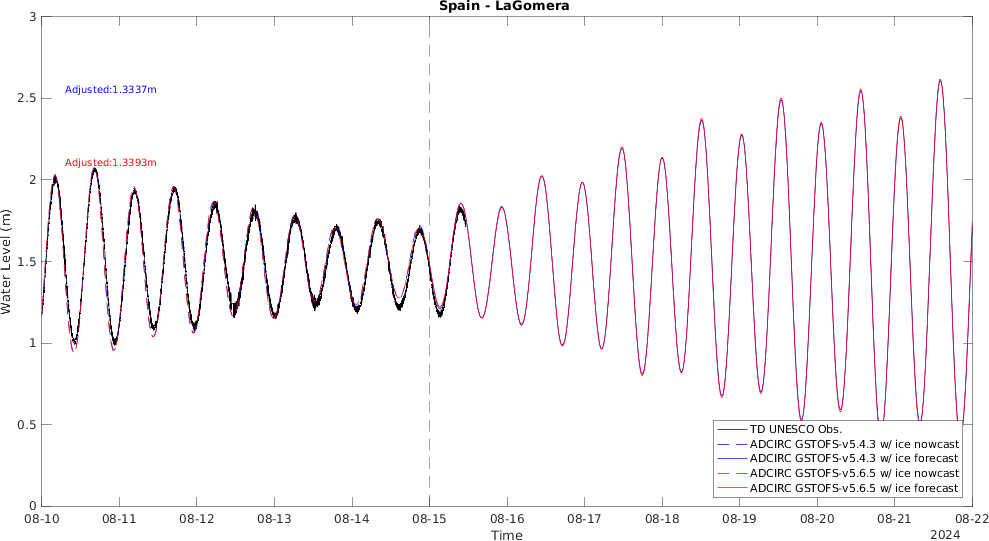 Spain - LaGomera
3
2.5
2
1.5
1
0.5
0
Water Level (m)
Adjusted:1.3337m
Adjusted:1.3393m
TD UNESCO Obs.
ADCIRC GSTOFS-v5.4.3 w/ ice nowcast
ADCIRC GSTOFS-v5.4.3 w/ ice forecast
ADCIRC GSTOFS-v5.6.5 w/ ice nowcast
ADCIRC GSTOFS-v5.6.5 w/ ice forecast
08-10 08-11 08-12 08-13 08-14 08-15 08-16 08-17 08-18 08-19 08-20 08-21 08-22
Time
2024